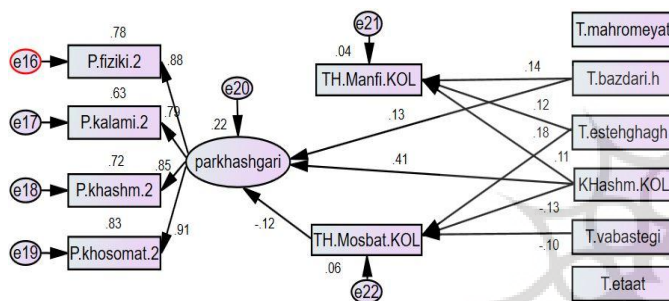 .78
e16
P.fiziki.2
.88
.63
e17
P.kalami.2
.79
.72
e18
P.khashm.2
.85
.83
e19
P.khosomat.2
.91
e20
.22
parkhashgari
e21
.04
TH.Manfi.KOL
TH.Mosbat.KOL
.06
e22
-.12
.13
.41
.14
.12
.18
.11
-.13
-.10
T.mahromeyat
T.bazdari.h
T.estehghagh
KHashm.KOL
T.vabastegi
T.etaat